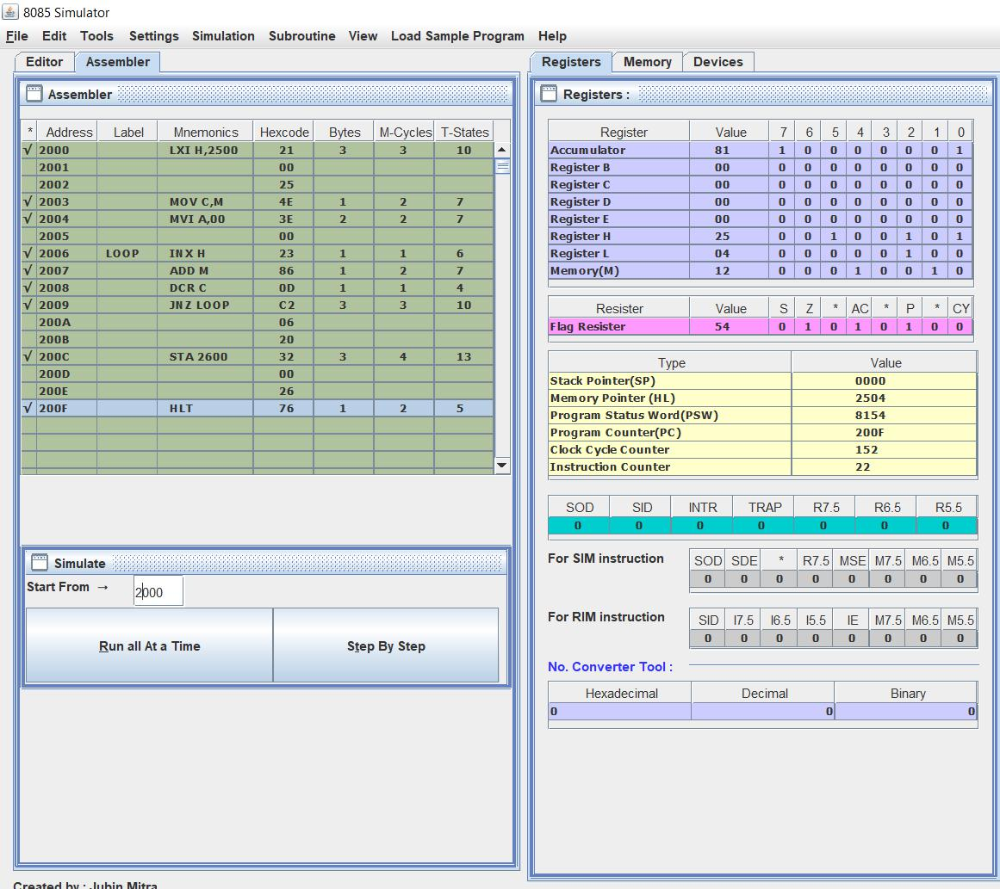 8085 Simulator
File Edit Tools Settings Simulation Subroutine View Load Sample Program Help
Editor Assembler
Assembler
* Address Label Mnemonics Hexcode Bytes M-Cycles T-States
√ 2000 LXI H,2500 21 3 3 10
2001 00
2002 25
√ 2003 MOV C,M 4E 1 2 7
√ 2004 MVI A,00 3E 2 2 7
2005 00
√ 2006 LOOP INX H 23 1 1 6
√ 2007 ADD M 86 1 2 7
√ 2008 DCR C 0D 1 1 4
√ 2009 JNZ LOOP C2 3 3 10
200A 06
200B 20
√ 200C STA 2600 32 3 4 13
200D 00
200E 26
√ 200F HLT 76 1 2 5
Simulate
Start From → 2000
Run all At a Time Step By Step
Created by : Jubin Mitra
Registers Memory Devices
Registers :
Register Value 7 6 5 4 3 2 1 0
Accumulator 81 1 0 0 0 0 0 0 1
Register B 00 0 0 0 0 0 0 0 0
Register C 00 0 0 0 0 0 0 0 0
Register D 00 0 0 0 0 0 0 0 0
Register E 00 0 0 0 0 0 0 0 0
Register H 25 0 0 1 0 0 1 0 1
Register L 04 0 0 0 0 0 1 0 0
Memory(M) 12 0 0 0 1 0 0 1 0
Resister Value S Z * AC * P * CY
Flag Resister 54 0 1 0 1 0 1 0 0
Type Value
Stack Pointer(SP) 0000
Memory Pointer (HL) 2504
Program Status Word(PSW) 8154
Program Counter(PC) 200F
Clock Cycle Counter 152
Instruction Counter 22
SOD SID INTR TRAP R7.5 R6.5 R5.5
0 0 0 0 0 0 0
For SIM instruction
SOD SDE * R7.5 MSE M7.5 M6.5 M5.5
0 0 0 0 0 0 0 0
For RIM instruction
SID I7.5 I6.5 I5.5 IE M7.5 M6.5 M5.5
0 0 0 0 0 0 0 0
No. Converter Tool :
Hexadecimal Decimal Binary
0 0 0